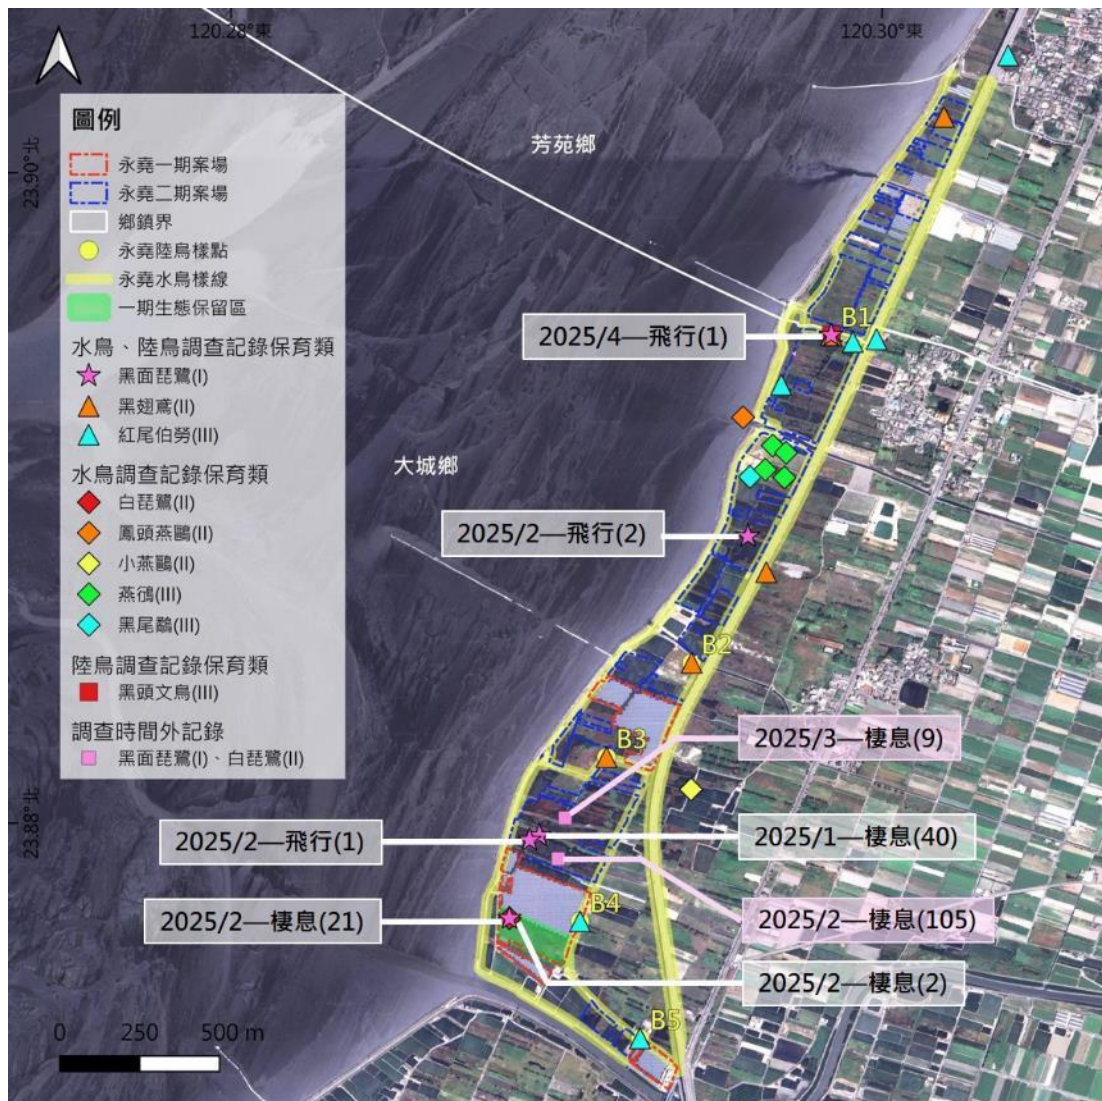 120.28°東
120.30°東
23.90°北
23.88°北
圖例
永堯一期案場
永堯二期案場
鄉鎮界
永堯陸鳥樣點
永堯水鳥樣線
一期生態保留區
水鳥、陸鳥調查記錄保育類
黑面琵鷺(I)
黑翅鳶(II)
紅尾伯勞(III)
水鳥調查記錄保育類
白琵鷺(II)
鳳頭燕鷗(II)
小燕鷗(II)
燕鴴(III)
黑尾鷸(III)
陸鳥調查記錄保育類
黑頭文鳥(III)
調查時間外記錄
黑面琵鷺(I)、白琵鷺(II)
芳苑鄉
B1
2025/4—飛行(1)
大城鄉
2025/2—飛行(2)
B2
B3
2025/3—棲息(9)
2025/2—飛行(1)
2025/1—棲息(40)
B4
2025/2—棲息(21)
2025/2—棲息(105)
2025/2—棲息(2)
B5
0 250 500 m